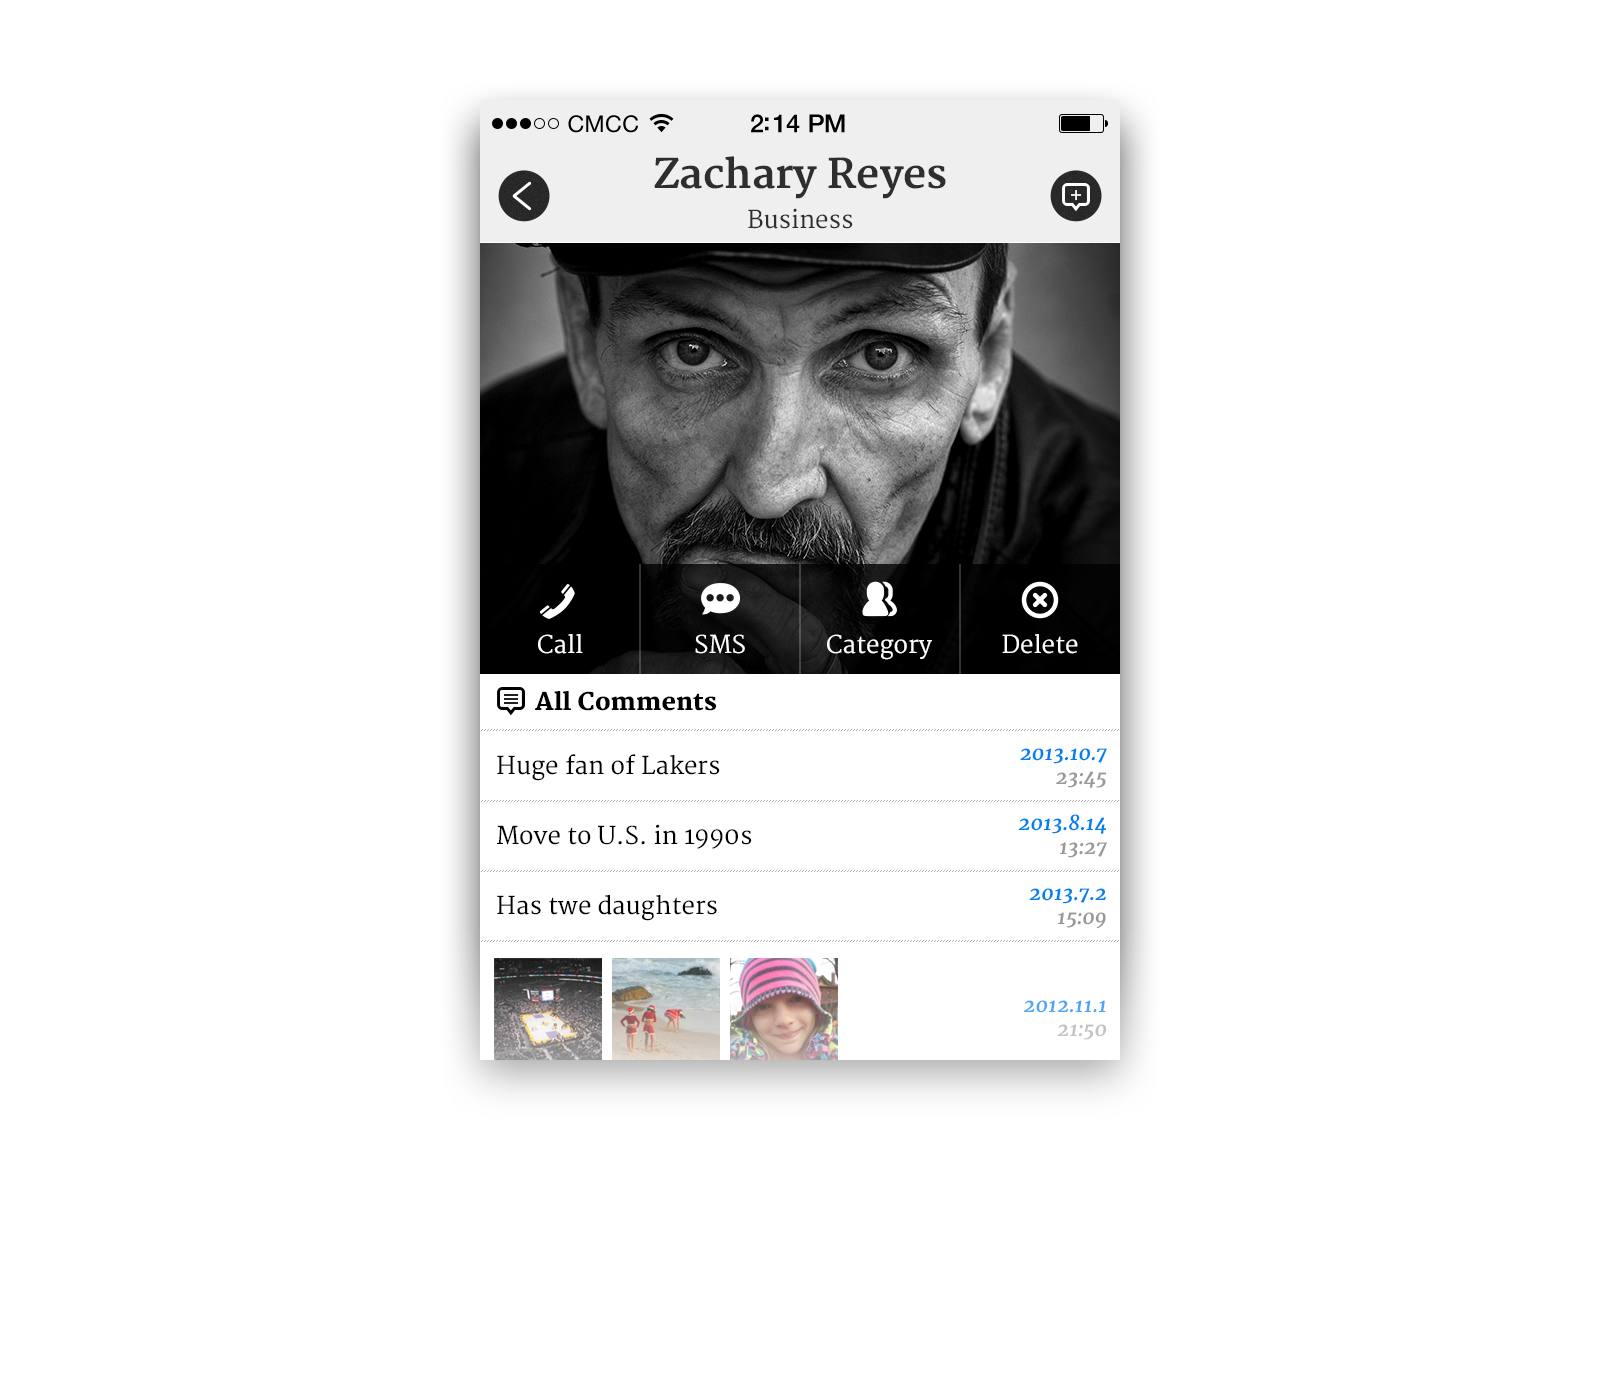 CMCC 2:14 PM
Zachary Reyes
Business
Call SMS Category Delete
All Comments
Huge fan of Lakers 2013.10.7
23:45
Move to U.S. in 1990s 2013.8.14
13:27
Has twe daughters 2013.7.2
15:09
2012.11.1
21:50